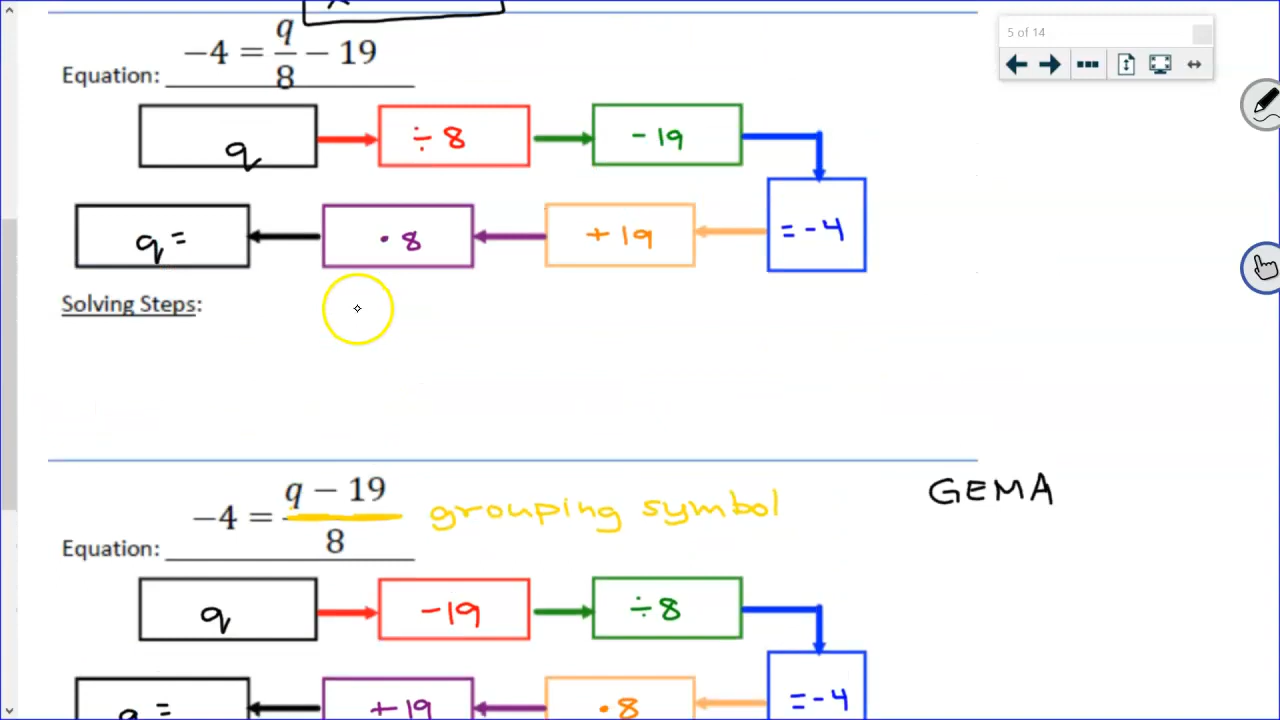 5 of 14
−4 = q/8 − 19
Equation:
q ÷ 8 - 19
q = · 8 + 19 = - 4
Solving Steps:
−4 = (q − 19)/8 grouping symbol GEMA
Equation:
q - 19 ÷ 8
q = + 19 · 8 = - 4